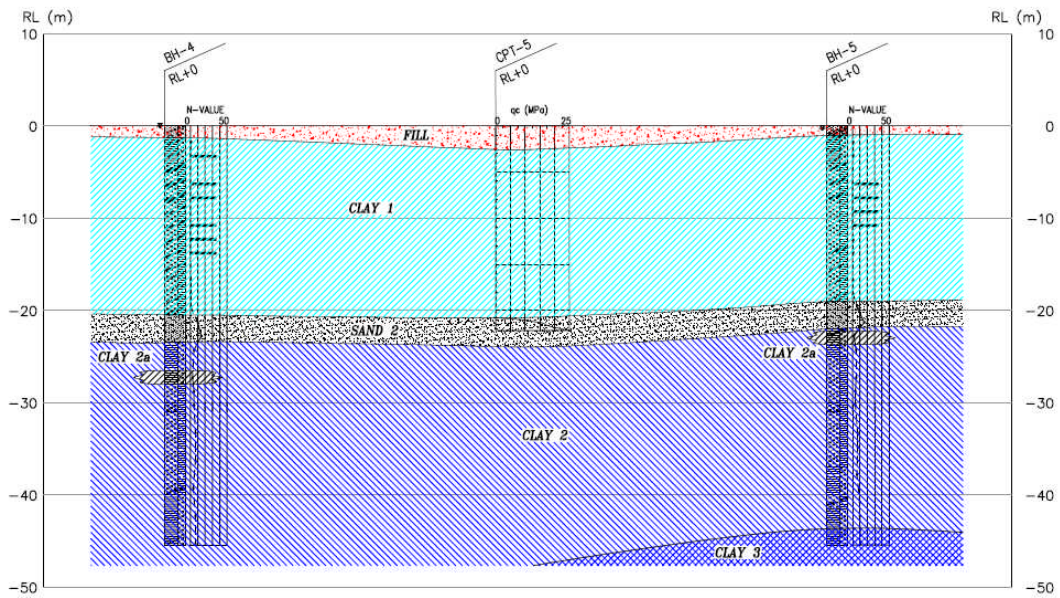 RL (m)
RL (m)
10
10
BH-4
RL+0
CPT-5
RL+0
BH-5
RL+0
N-VALUE
0 50
qc (MPa)
0 25
N-VALUE
0 50
0
0
FILL
CLAY 1
-10
-10
-20
-20
SAND 2
CLAY 2a
CLAY 2a
-30
-30
CLAY 2
-40
-40
CLAY 3
-50
-50